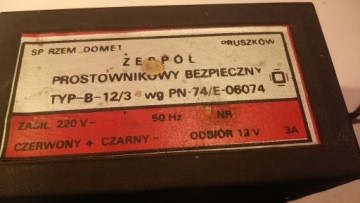 SP RZEM DOMET PRUSZKÓW
ZESPÓŁ
PROSTOWNIKOWY BEZPIECZNY
TYP-B-12/3 wg PN-74/E-06074
ZASIL 220 V~ 50 Hz NR
CZERWONY + CZARNY - ODBIÓR 12 V 3A